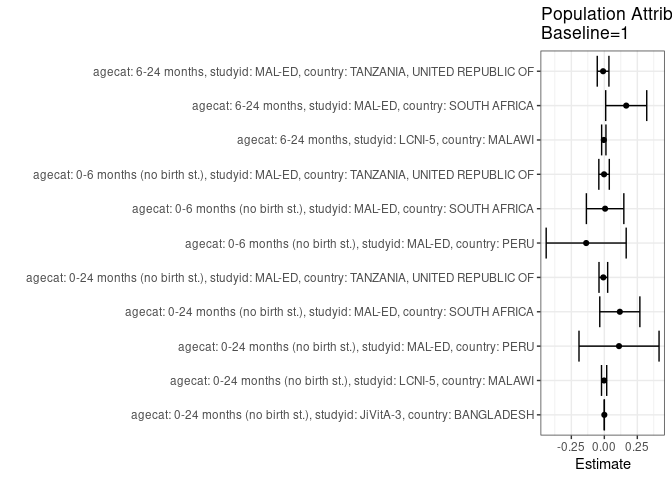 Population Attrib
Baseline=1
agecat: 6-24 months, studyid: MAL-ED, country: TANZANIA, UNITED REPUBLIC OF
agecat: 6-24 months, studyid: MAL-ED, country: SOUTH AFRICA
agecat: 6-24 months, studyid: LCNI-5, country: MALAWI
agecat: 0-6 months (no birth st.), studyid: MAL-ED, country: TANZANIA, UNITED REPUBLIC OF
agecat: 0-6 months (no birth st.), studyid: MAL-ED, country: SOUTH AFRICA
agecat: 0-6 months (no birth st.), studyid: MAL-ED, country: PERU
agecat: 0-24 months (no birth st.), studyid: MAL-ED, country: TANZANIA, UNITED REPUBLIC OF
agecat: 0-24 months (no birth st.), studyid: MAL-ED, country: SOUTH AFRICA
agecat: 0-24 months (no birth st.), studyid: MAL-ED, country: PERU
agecat: 0-24 months (no birth st.), studyid: LCNI-5, country: MALAWI
agecat: 0-24 months (no birth st.), studyid: JiVitA-3, country: BANGLADESH
-0.25 0.00 0.25
Estimate